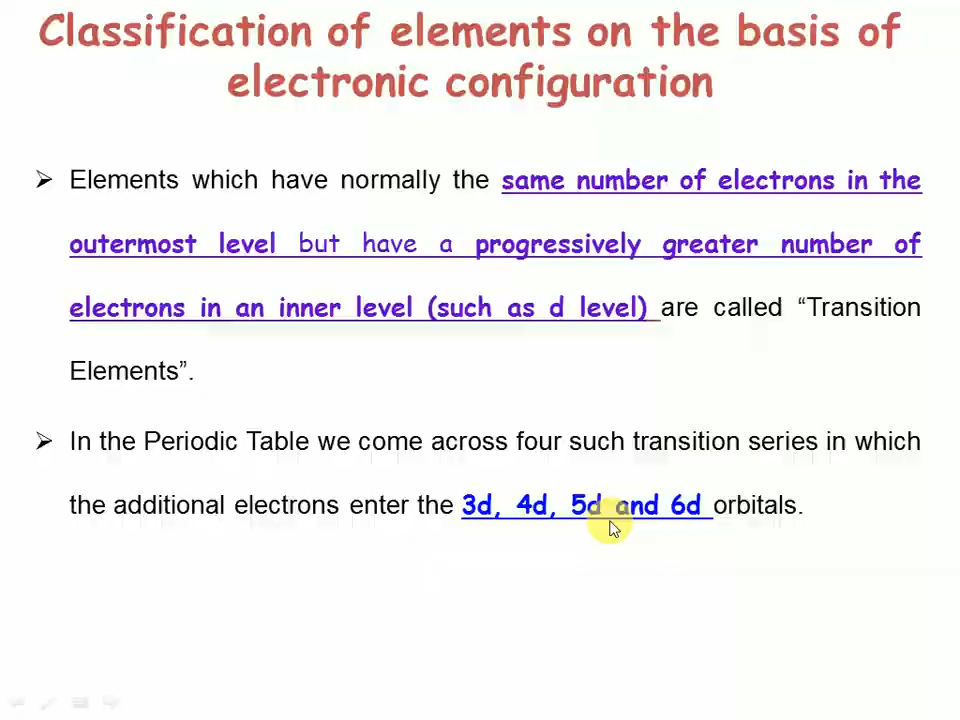 Classification of elements on the basis of
electronic configuration
➢ Elements which have normally the same number of electrons in the
outermost level but have a progressively greater number of
electrons in an inner level (such as d level) are called “Transition
Elements”.
➢ In the Periodic Table we come across four such transition series in which
the additional electrons enter the 3d, 4d, 5d and 6d orbitals.